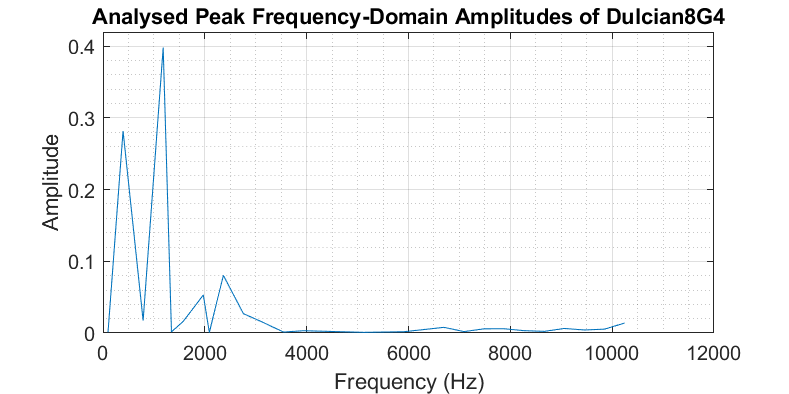 Analysed Peak Frequency-Domain Amplitudes of Dulcian8G4
0.4
0.3
0.2
0.1
0
Amplitude
0 2000 4000 6000 8000 10000 12000
Frequency (Hz)